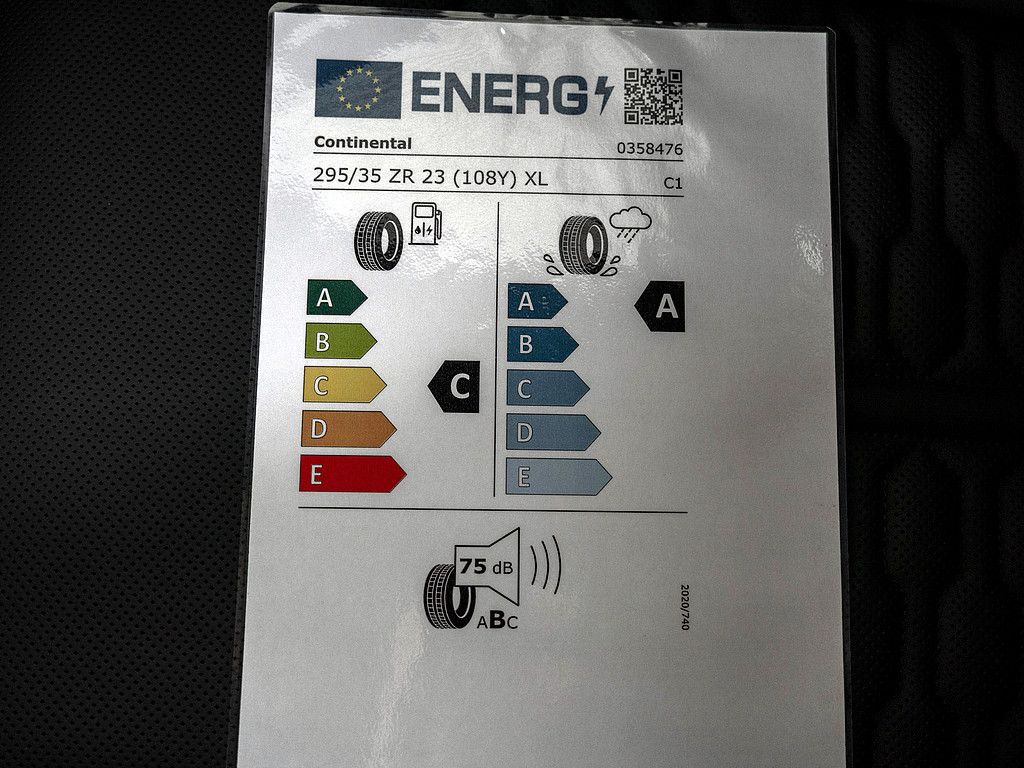 ENERG
Continental 0358476
295/35 ZR 23 (108Y) XL C1
A
B
C
D
E
C
A
B
C
D
E
A
75 dB
ABC
2020/740